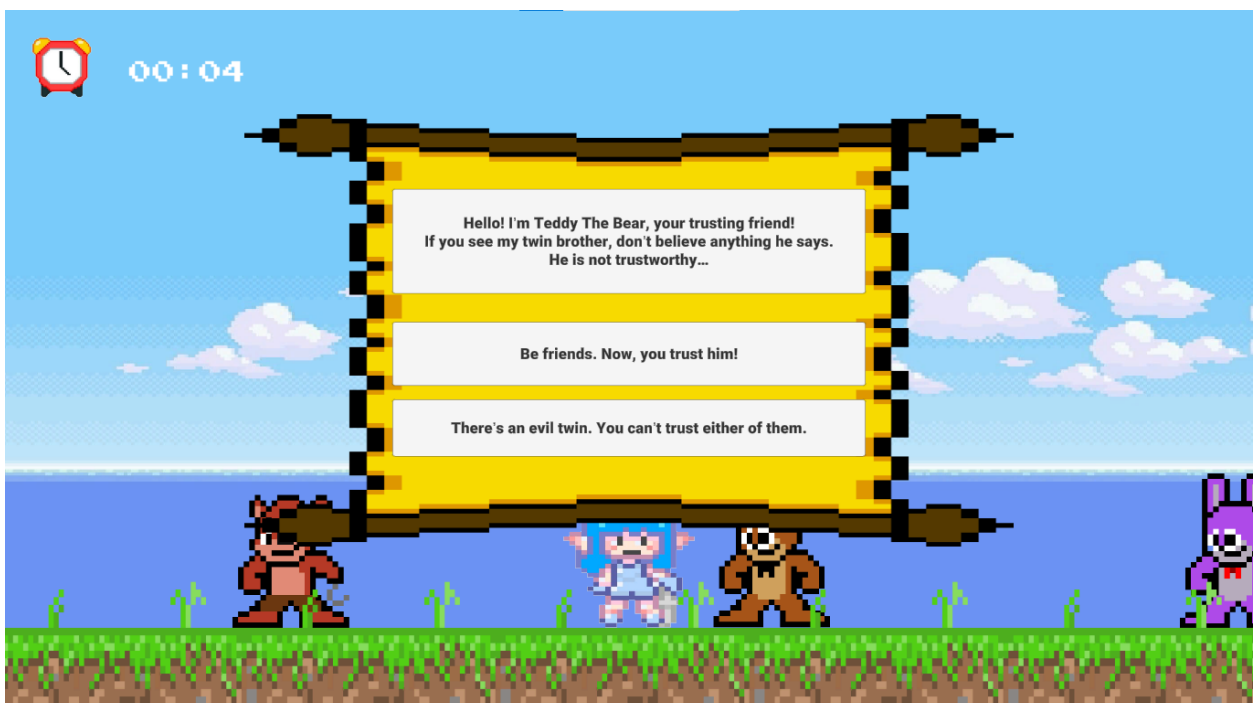 00:04
Hello! I'm Teddy The Bear, your trusting friend!
If you see my twin brother, don't believe anything he says.
He is not trustworthy...
Be friends. Now, you trust him!
There's an evil twin. You can't trust either of them.